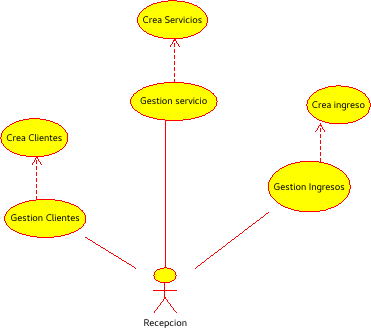 Crea Servicios
Gestion servicio
Crea ingreso
Crea Clientes
Gestion Ingresos
Gestion Clientes
Recepcion